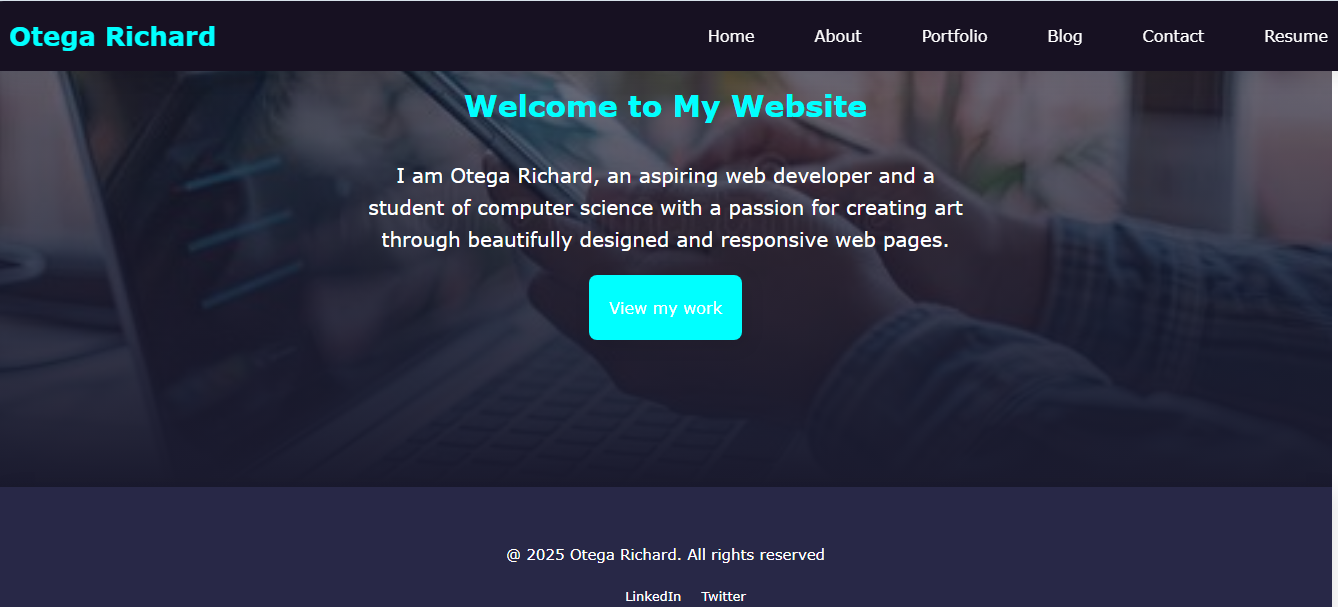 Otega Richard Home About Portfolio Blog Contact Resume
Welcome to My Website
I am Otega Richard, an aspiring web developer and a
student of computer science with a passion for creating art
through beautifully designed and responsive web pages.
View my work
@ 2025 Otega Richard. All rights reserved
LinkedIn Twitter